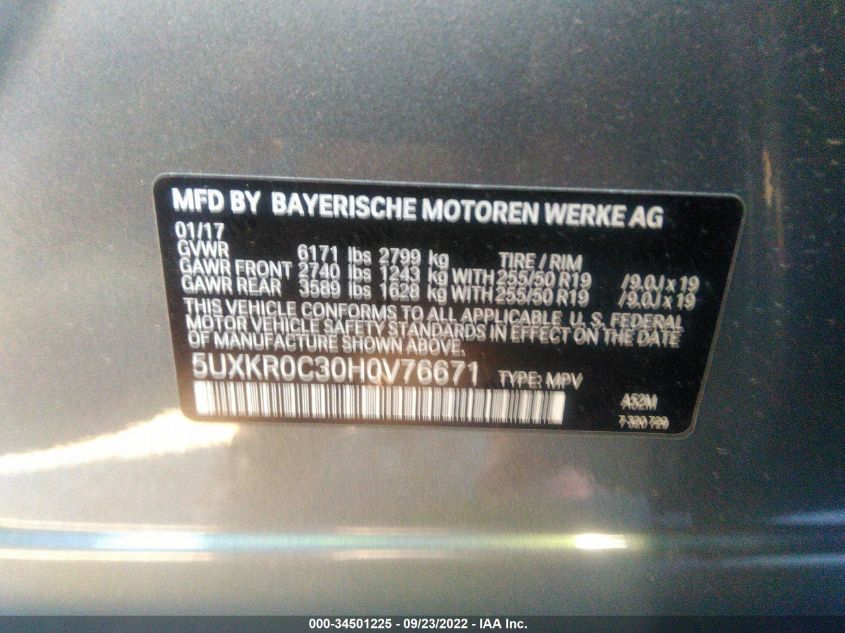 MFD BY BAYERISCHE MOTOREN WERKE AG
01/17
GVWR 6171 lbs 2799 kg TIRE / RIM
GAWR FRONT 2740 lbs 1243 kg WITH 255/50 R19 /9.0J x 19
GAWR REAR 3589 lbs 1628 kg WITH 255/50 R19 /9.0J x 19
THIS VEHICLE CONFORMS TO ALL APPLICABLE U. S. FEDERAL
MOTOR VEHICLE SAFETY STANDARDS IN EFFECT ON THE DATE
OF MANUFACTURE SHOWN ABOVE.
5UXKR0C30H0V76671 TYPE: MPV
A52M
000-34501225 - 09/23/2022 - IAA Inc.